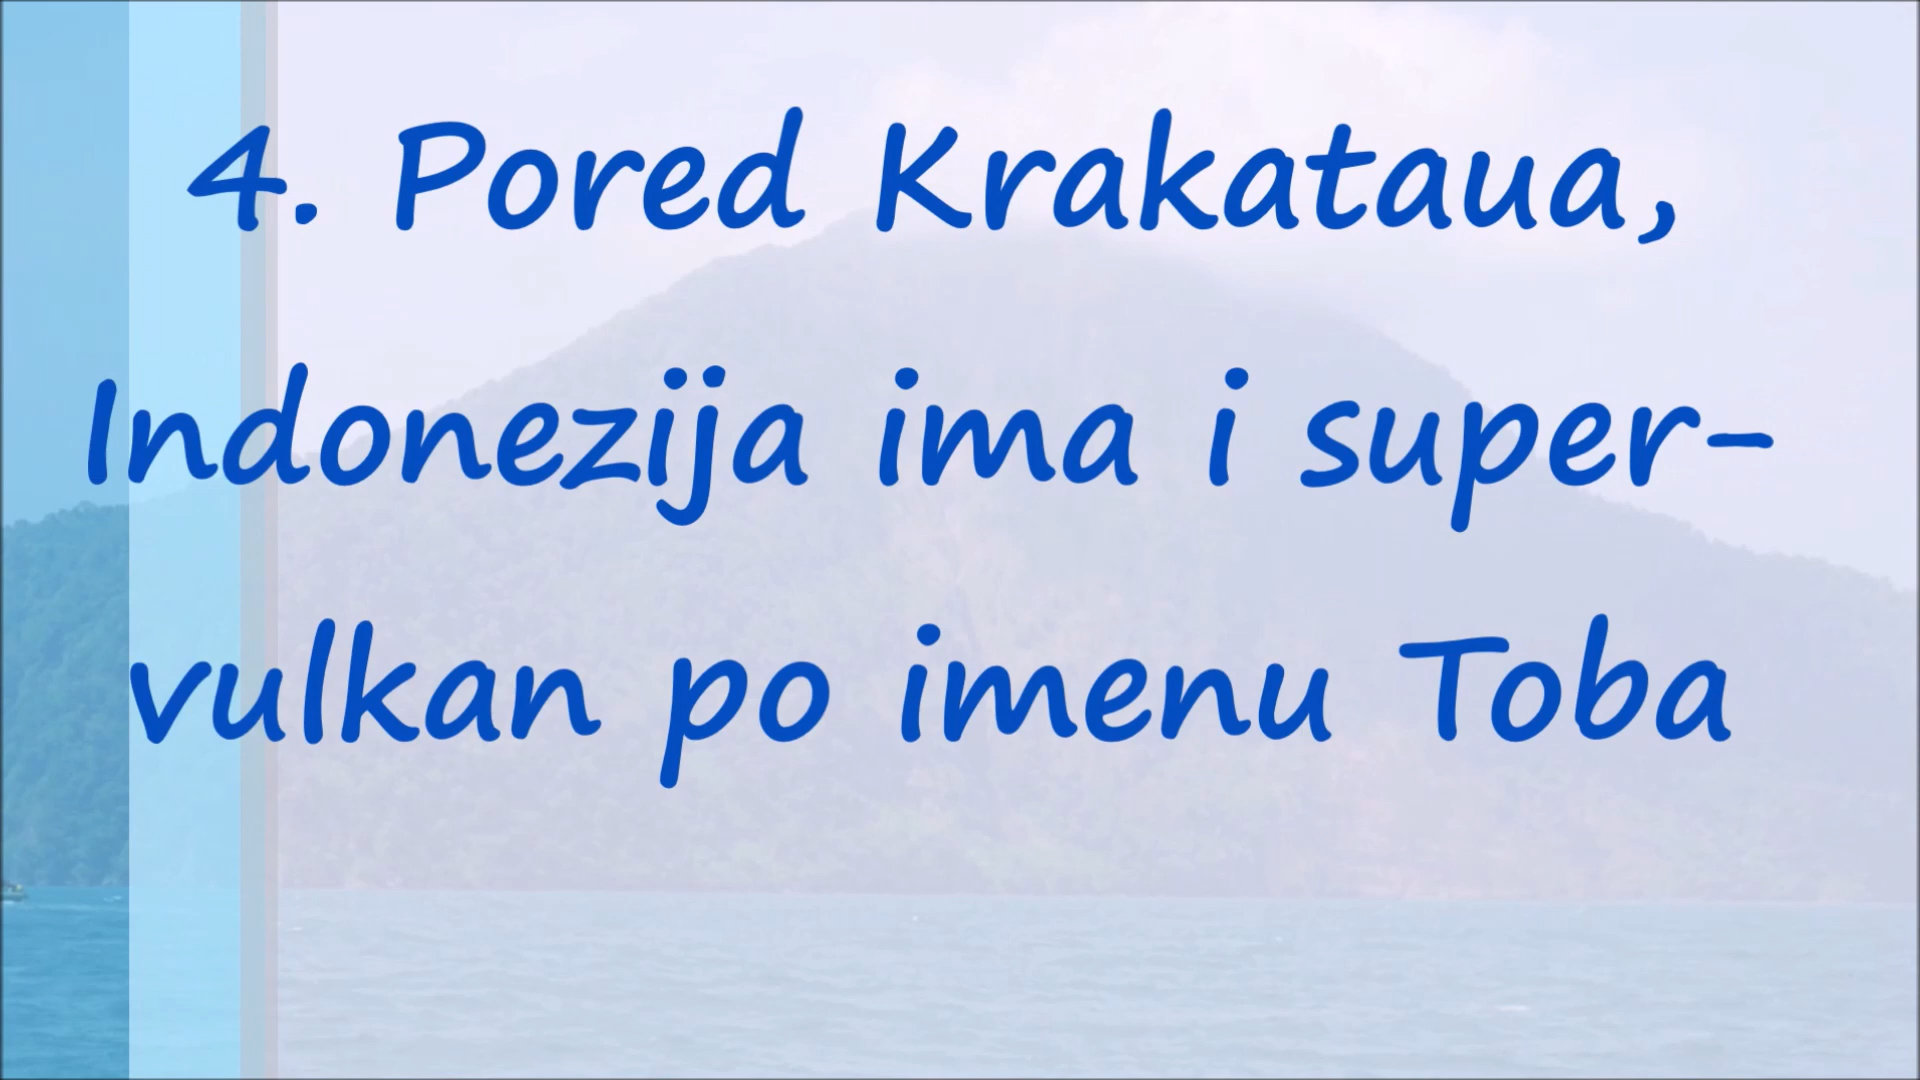 4. Pored Krakataua,
Indonezija ima i super-
vulkan po imenu Toba